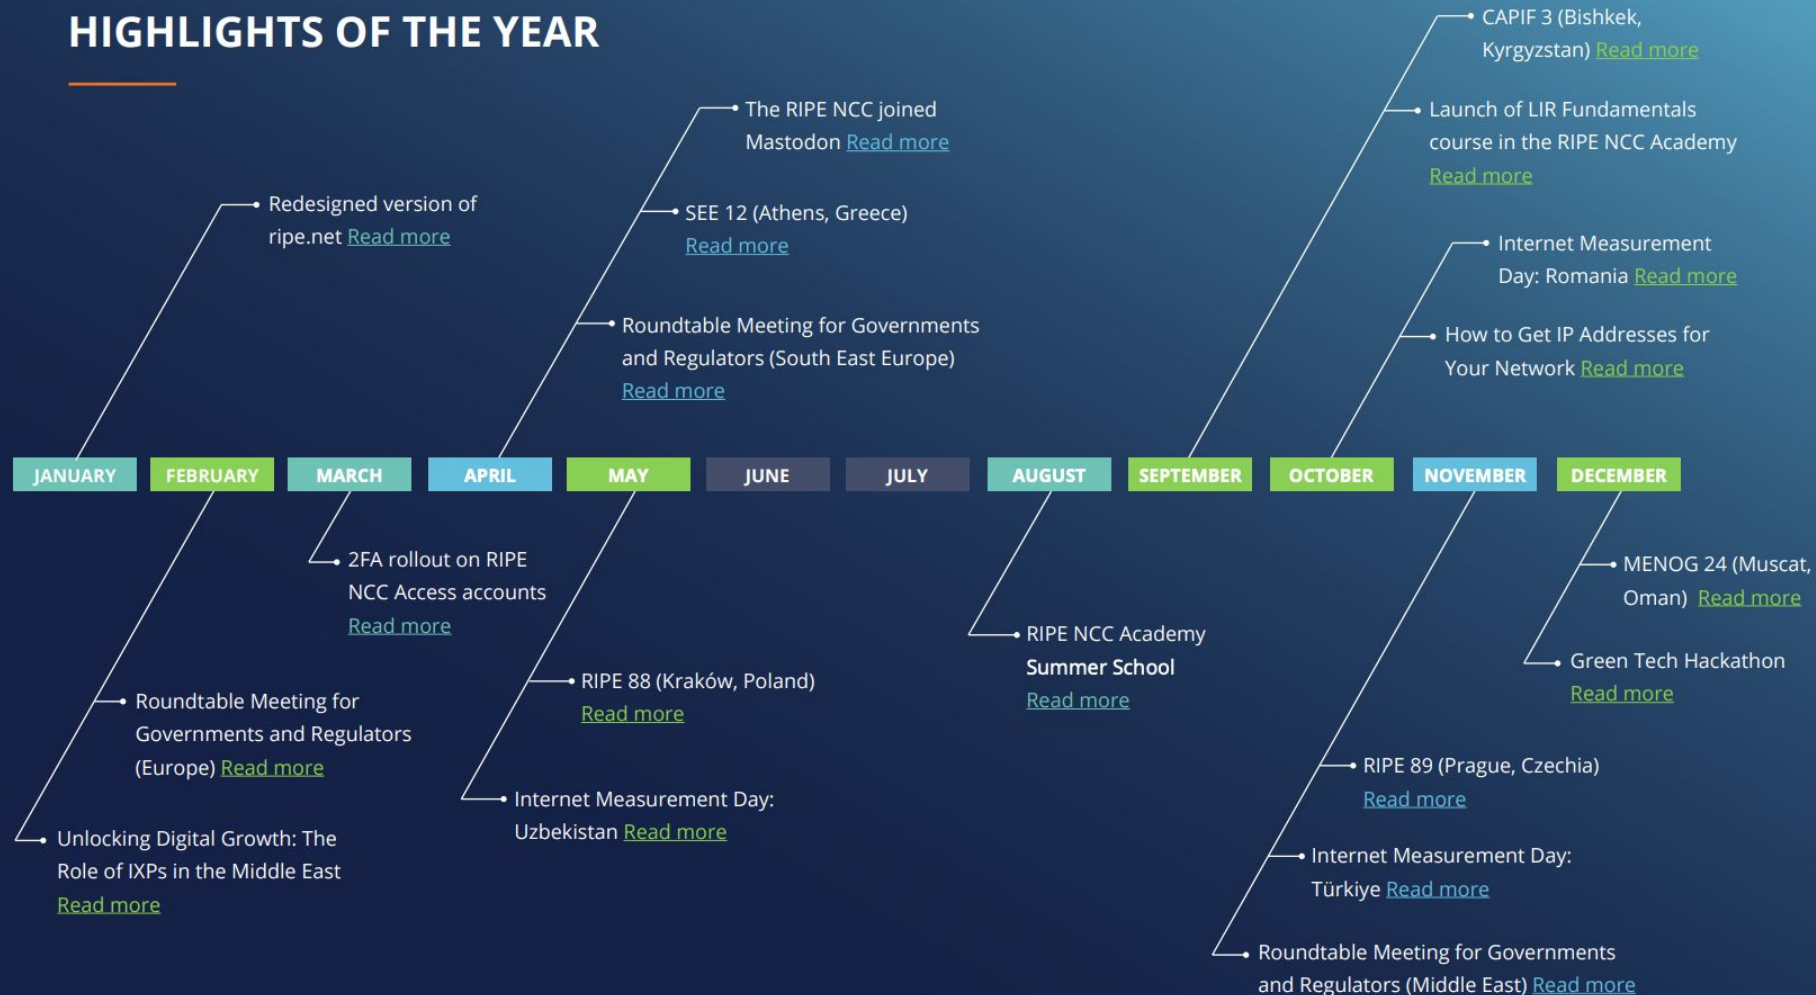 HIGHLIGHTS OF THE YEAR
CAPIF 3 (Bishkek,
Kyrgyzstan) Read more
Launch of LIR Fundamentals
course in the RIPE NCC Academy
Read more
The RIPE NCC joined
Mastodon Read more
SEE 12 (Athens, Greece)
Read more
Redesigned version of
ripe.net Read more
Internet Measurement
Day: Romania Read more
Roundtable Meeting for Governments
and Regulators (South East Europe)
Read more
How to Get IP Addresses for
Your Network Read more
JANUARY FEBRUARY MARCH APRIL MAY JUNE JULY AUGUST SEPTEMBER OCTOBER NOVEMBER DECEMBER
2FA rollout on RIPE
NCC Access accounts
Read more
Roundtable Meeting for
Governments and Regulators
(Europe) Read more
Unlocking Digital Growth: The
Role of IXPs in the Middle East
Read more
RIPE 88 (Kraków, Poland)
Read more
Internet Measurement Day:
Uzbekistan Read more
RIPE NCC Academy
Summer School
Read more
MENOG 24 (Muscat,
Oman) Read more
Green Tech Hackathon
Read more
RIPE 89 (Prague, Czechia)
Read more
Internet Measurement Day:
Türkiye Read more
Roundtable Meeting for Governments
and Regulators (Middle East) Read more